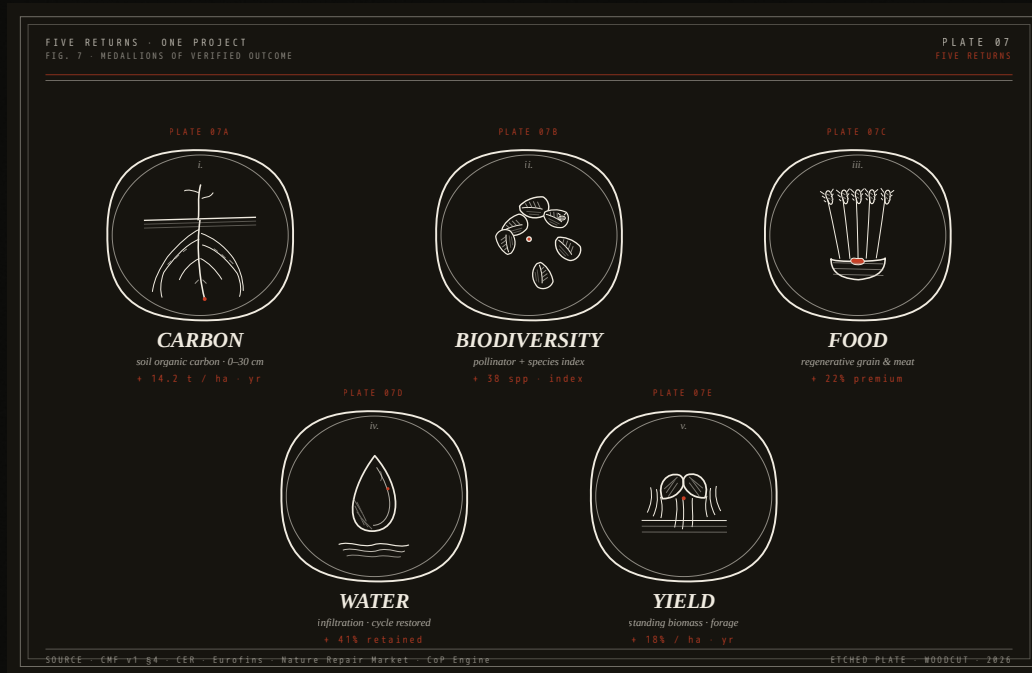 FIVE RETURNS · ONE PROJECT
FIG. 7 · MEDALLIONS OF VERIFIED OUTCOME
PLATE 07
FIVE RETURNS
PLATE 07A
PLATE 07B
PLATE 07C
i.
ii.
iii.
CARBON
BIODIVERSITY
FOOD
soil organic carbon · 0–30 cm
pollinator + species index
regenerative grain & meat
+ 14.2 t / ha · yr
+ 38 spp · index
+ 22% premium
PLATE 07D
PLATE 07E
iv.
v.
WATER
YIELD
infiltration · cycle restored
standing biomass · forage
+ 41% retained
+ 18% / ha · yr
SOURCE · CMF v1 §4 · CER · Eurofins · Nature Repair Market · CoP Engine
ETCHED PLATE · WOODCUT · 2026